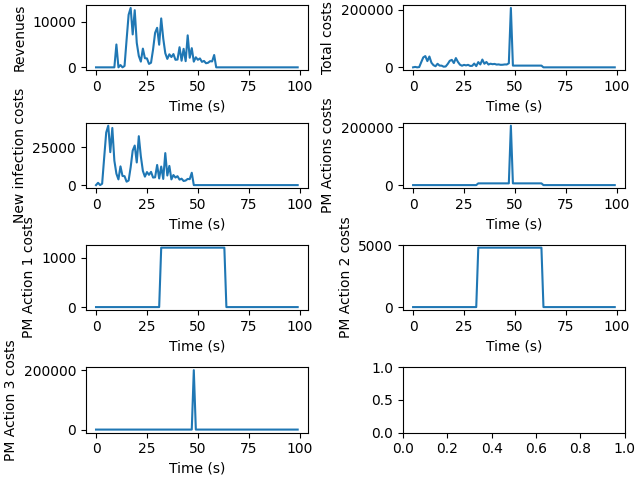 Revenues
10000
0
0 25 50 75 100
Time (s)
Total costs
200000
0
0 25 50 75 100
Time (s)
New infection costs
25000
0
0 25 50 75 100
Time (s)
PM Actions costs
200000
0
0 25 50 75 100
Time (s)
PM Action 1 costs
1000
0
0 25 50 75 100
Time (s)
PM Action 2 costs
5000
0
0 25 50 75 100
Time (s)
PM Action 3 costs
200000
0
0 25 50 75 100
Time (s)
1.0
0.5
0.0
0.0 0.2 0.4 0.6 0.8 1.0